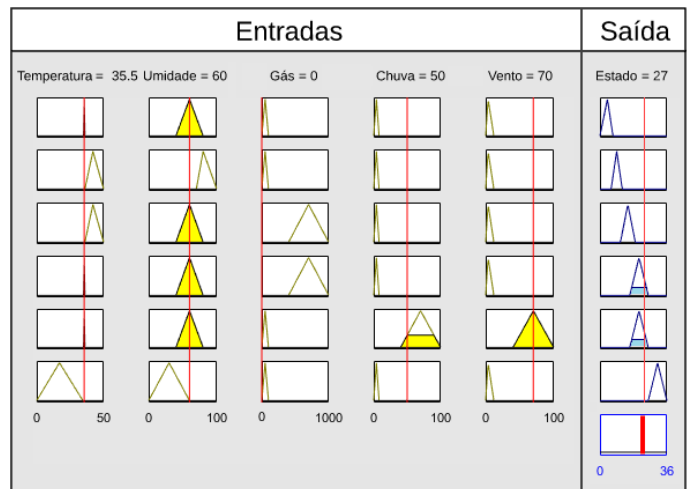 Entradas Saída
Temperatura = 35.5 Umidade = 60 Gás = 0 Chuva = 50 Vento = 70 Estado = 27
0 50 0 100 0 1000 0 100 0 100
0 36